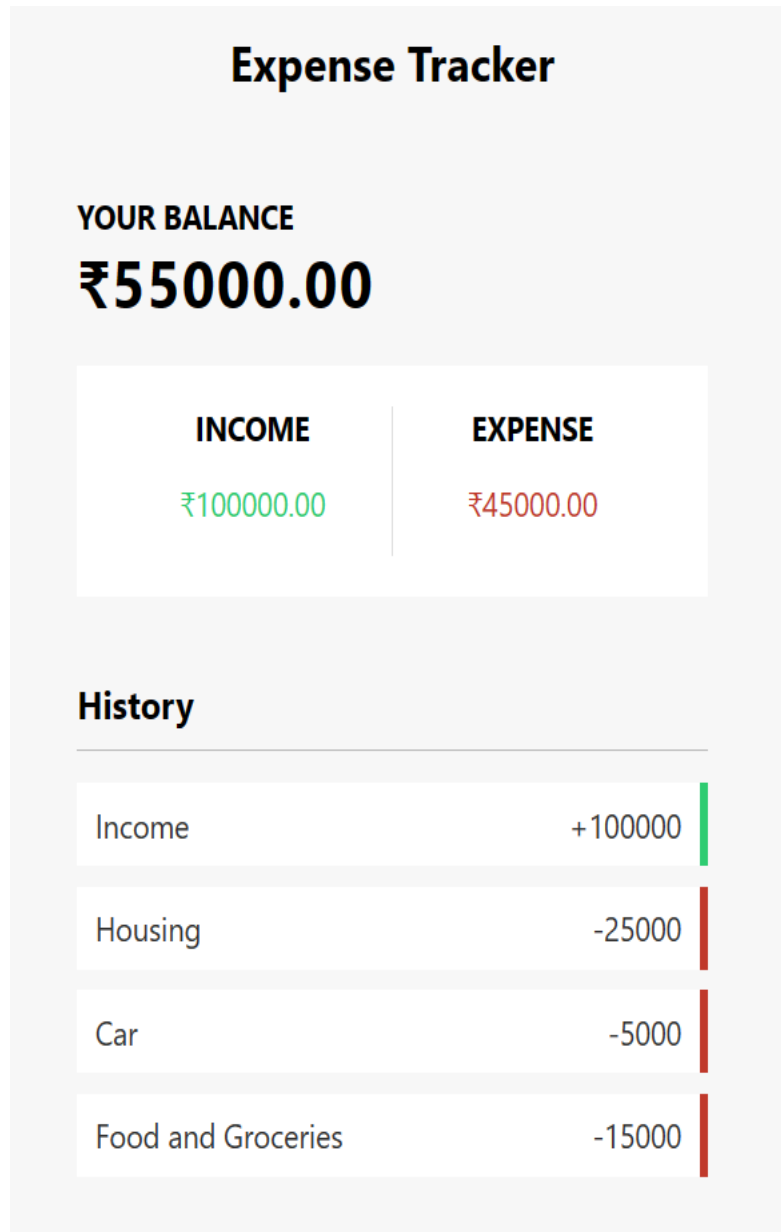 Expense Tracker
YOUR BALANCE
₹55000.00
INCOME EXPENSE
₹100000.00 ₹45000.00
History
Income +100000
Housing -25000
Car -5000
Food and Groceries -15000